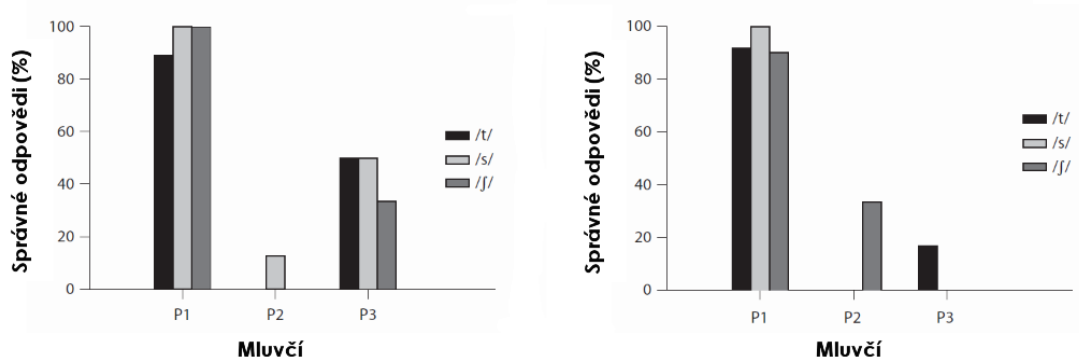 Správné odpovědi (%)
100
80
60
40
20
0
P1
P2
P3
Mluvčí
/t/
/s/
/ʃ/
Správné odpovědi (%)
100
80
60
40
20
0
P1
P2
P3
Mluvčí
/t/
/s/
/ʃ/